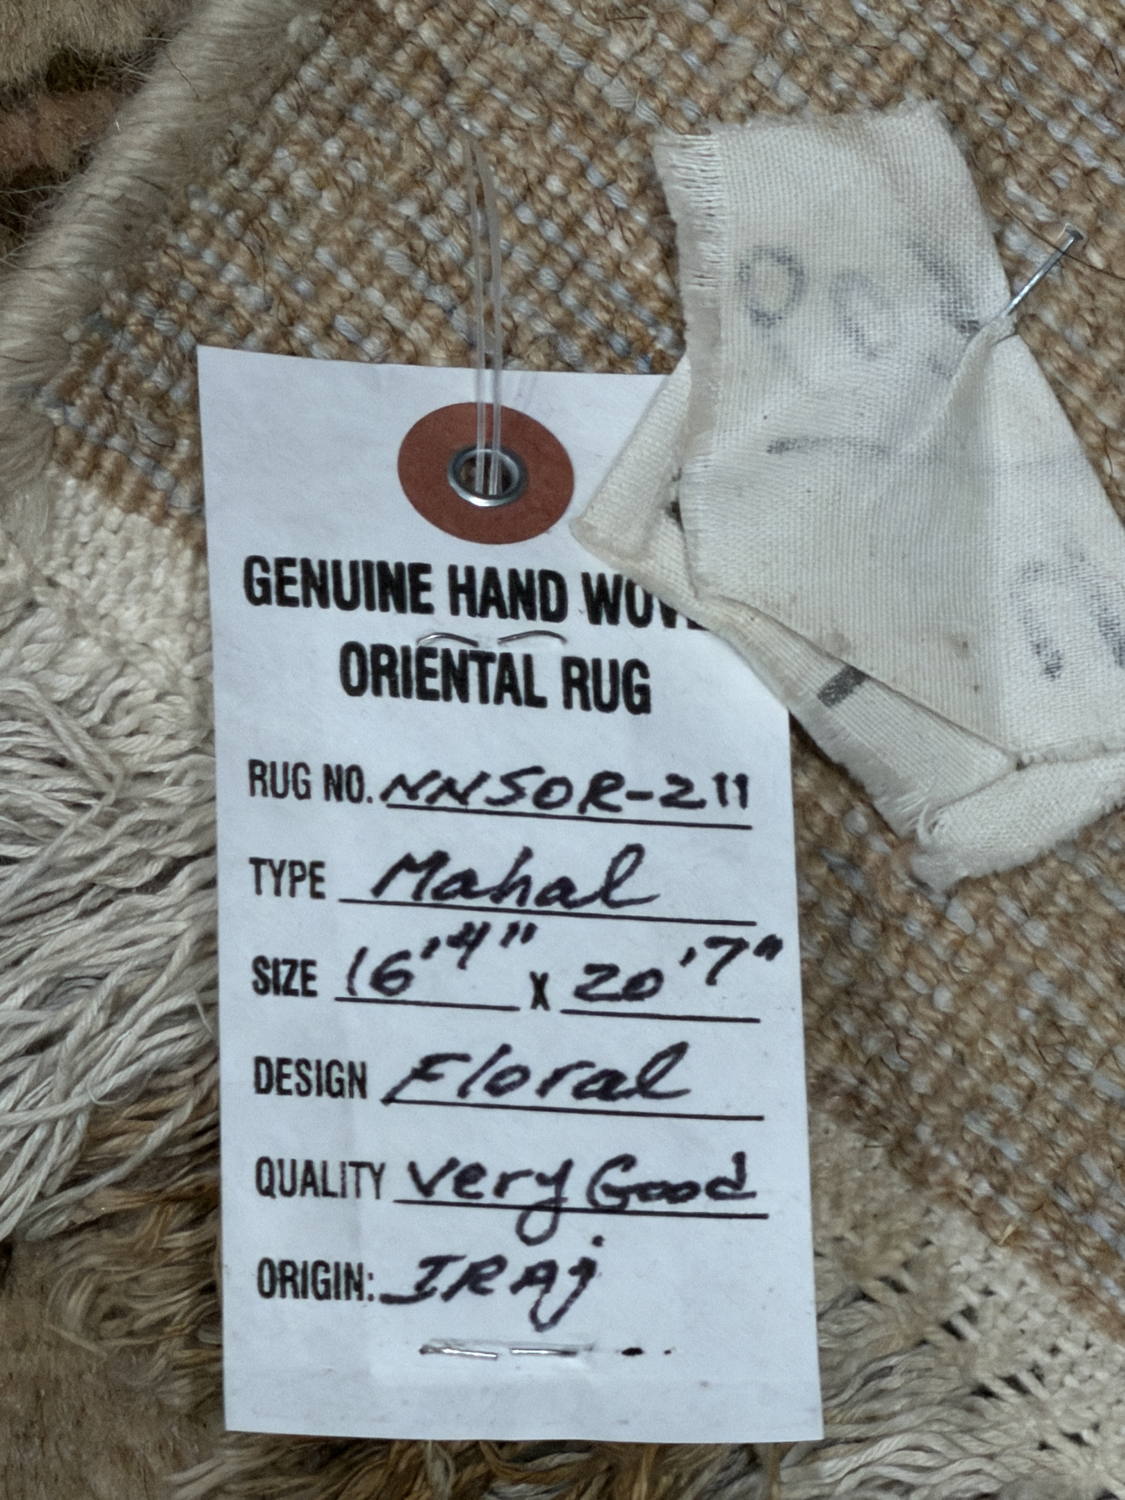 GENUINE HAND WOVE
ORIENTAL RUG
RUG NO. NNSOR-211
TYPE Mahal
SIZE 16'4" X 20'7"
DESIGN Floral
QUALITY very Good
ORIGIN: IRAj